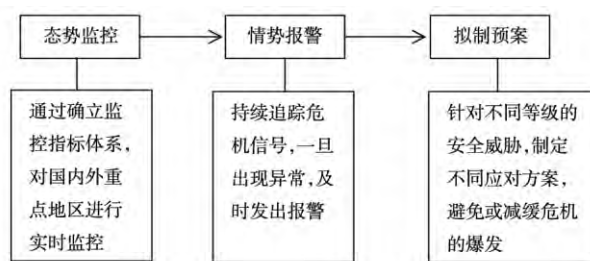 态势监控
情势报警
拟制预案
通过确立监
控指标体系，
对国内外重
点地区进行
实时监控
持续追踪危
机信号，一旦
出现异常，及
时发出报警
针对不同等级的
安全威胁，制定
不同应对方案，
避免或减缓危机
的爆发